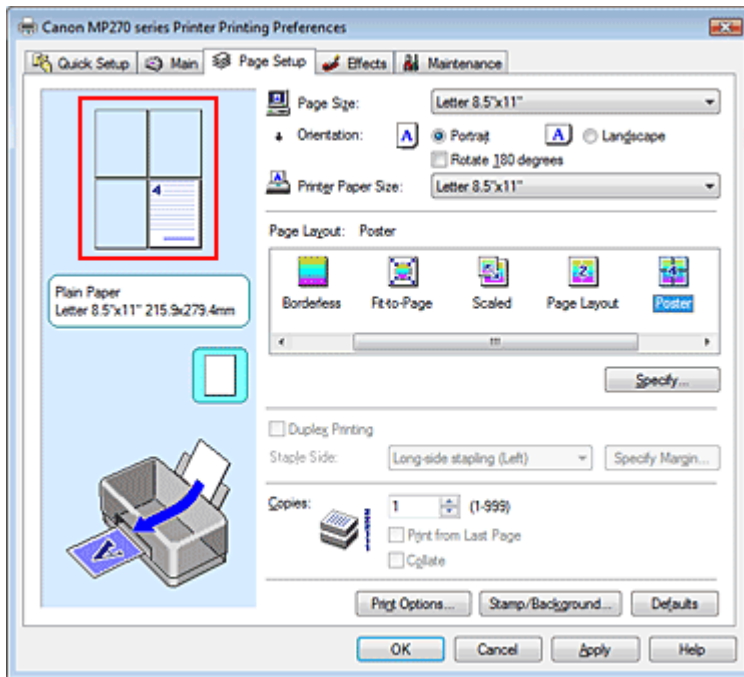 Canon MP270 series Printer Printing Preferences
Quick Setup Main Page Setup Effects Maintenance
Page Size: Letter 8.5"x11"
Orientation: A Portrait A Landscape
Rotate 180 degrees
Printer Paper Size: Letter 8.5"x11"
4
Page Layout: Poster
Plain Paper
Letter 8.5"x11" 215.9x279.4mm
2 4
Borderless Fit-to-Page Scaled Page Layout Poster
Specify...
Duplex Printing
Staple Side: Long-side stapling (Left) Specify Margin...
Copies: 1 (1-999)
Print from Last Page
Collate
A
Print Options... Stamp/Background... Defaults
OK Cancel Apply Help